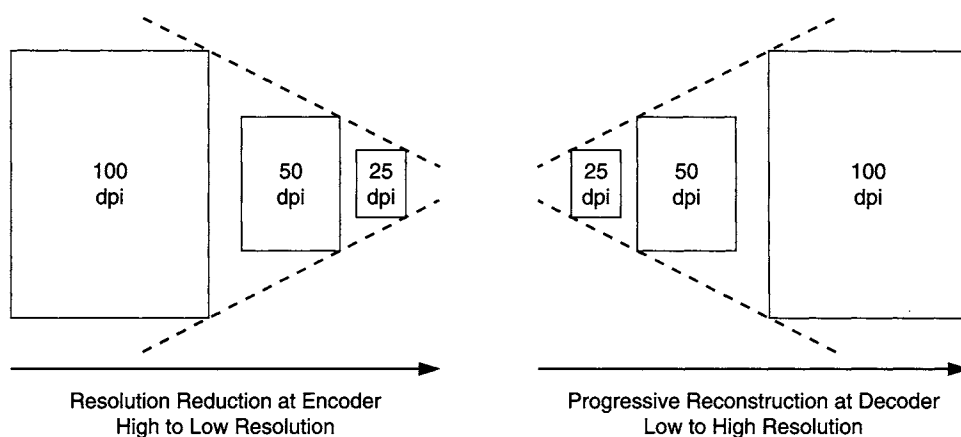 100
dpi
50
dpi
25
dpi
25
dpi
50
dpi
100
dpi
Resolution Reduction at Encoder
High to Low Resolution
Progressive Reconstruction at Decoder
Low to High Resolution